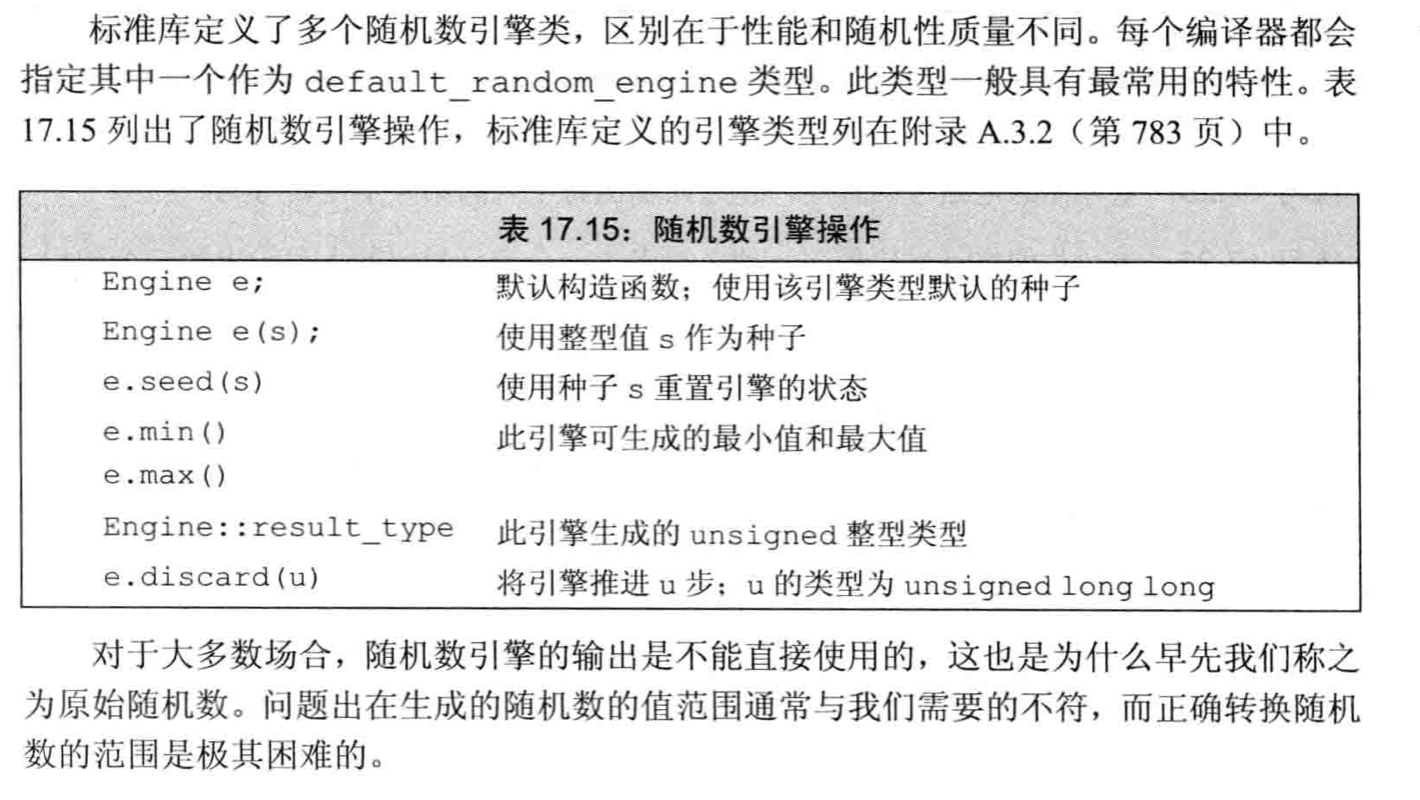 标准库定义了多个随机数引擎类，区别在于性能和随机性质量不同。每个编译器都会
指定其中一个作为 default_random_engine 类型。此类型一般具有最常用的特性。表
17.15 列出了随机数引擎操作，标准库定义的引擎类型列在附录 A.3.2（第 783 页）中。
表 17.15：随机数引擎操作
Engine e; 默认构造函数；使用该引擎类型默认的种子
Engine e(s); 使用整型值 s 作为种子
e.seed(s) 使用种子 s 重置引擎的状态
e.min() 此引擎可生成的最小值和最大值
e.max()
Engine::result_type 此引擎生成的 unsigned 整型类型
e.discard(u) 将引擎推进 u 步；u 的类型为 unsigned long long
对于大多数场合，随机数引擎的输出是不能直接使用的，这也是为什么早先我们称之
为原始随机数。问题出在生成的随机数的值范围通常与我们需要的不符，而正确转换随机
数的范围是极其困难的。